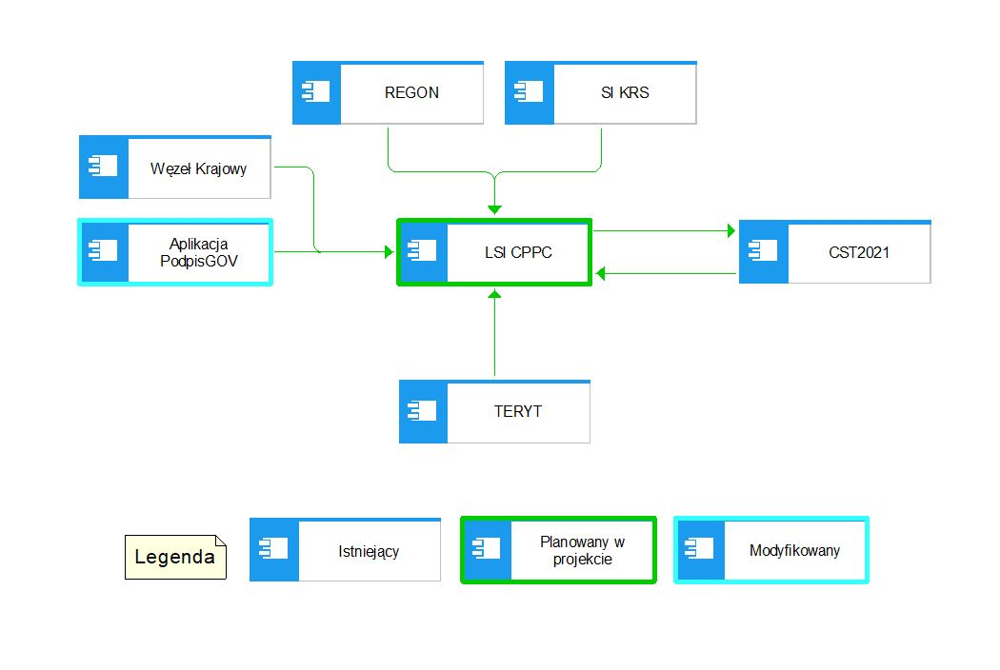 REGON
SI KRS
Węzeł Krajowy
Aplikacja
PodpisGOV
LSI CPPC
CST2021
TERYT
Legenda
Istniejący
Planowany w
projekcie
Modyfikowany